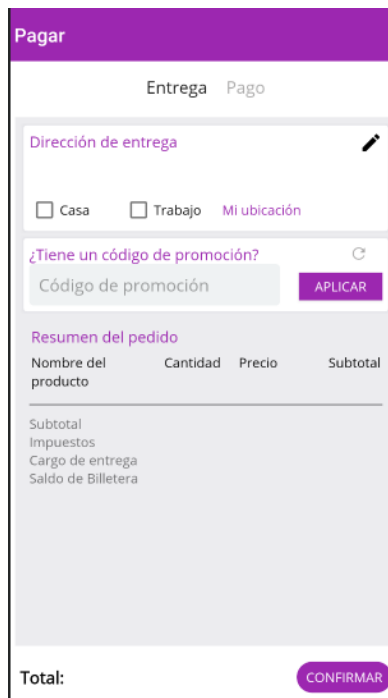 Pagar
Entrega Pago
Dirección de entrega
Casa Trabajo Mi ubicación
¿Tiene un código de promoción?
Código de promoción APLICAR
Resumen del pedido
Nombre del Cantidad Precio Subtotal
producto
Subtotal
Impuestos
Cargo de entrega
Saldo de Billetera
Total: CONFIRMAR